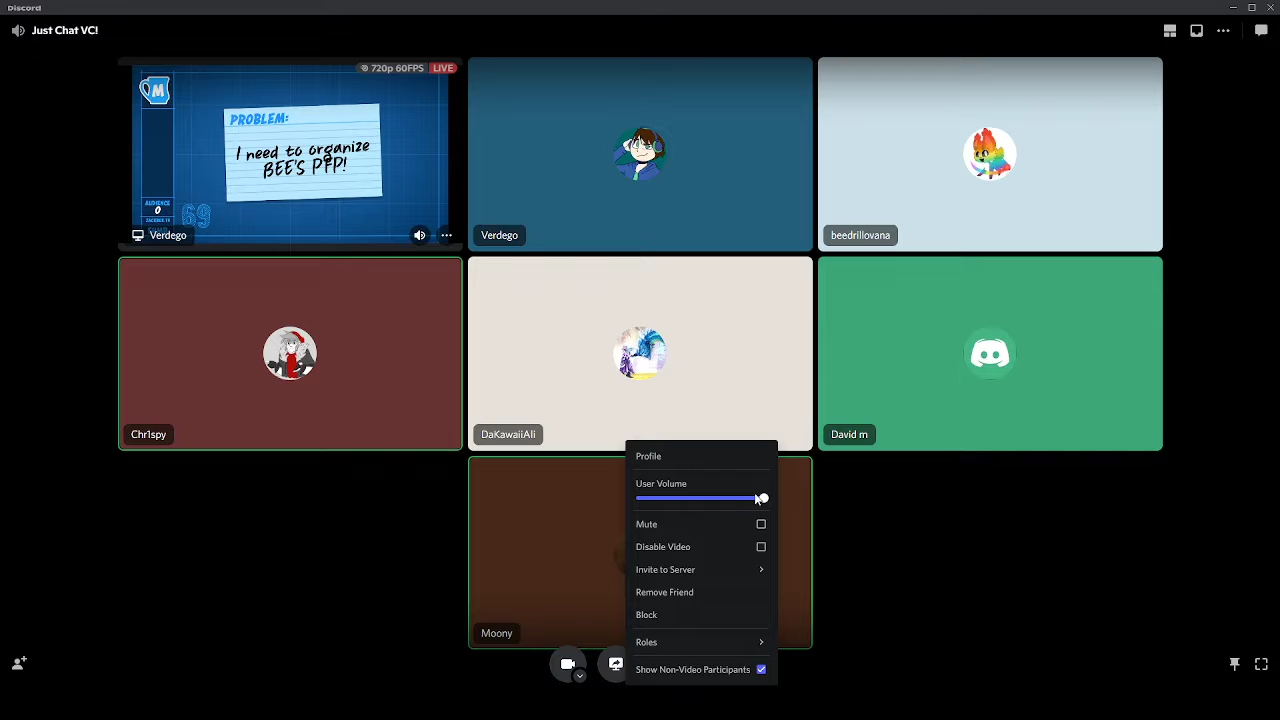 Discord
Just Chat VC!
720p 60FPS LIVE
M
PROBLEM:
I need to organize
BEE'S PFP!
AUDIENCE
0
JACKBOX.TV
69
Verdego
Verdego
beedrillovana
Chr1spy
DaKawaiiAli
David m
Profile
User Volume
Mute
Disable Video
Invite to Server
Remove Friend
Block
Roles
Show Non-Video Participants
Moony